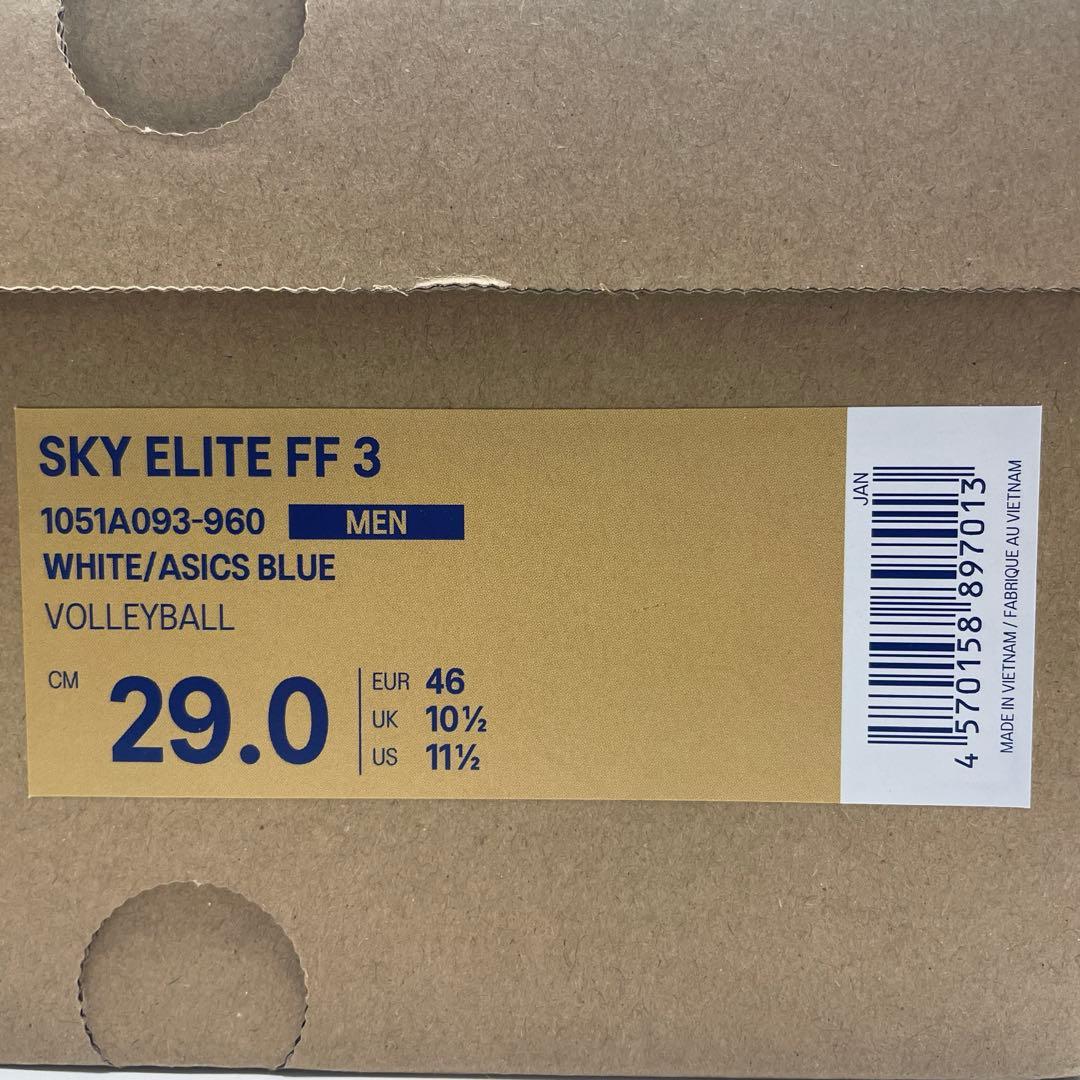 SKY ELITE FF 3
1051A093-960 MEN
WHITE/ASICS BLUE
VOLLEYBALL
CM 29.0
EUR 46
UK 10½
US 11½
JAN
4 570158 897013
MADE IN VIETNAM / FABRIQUE AU VIETNAM